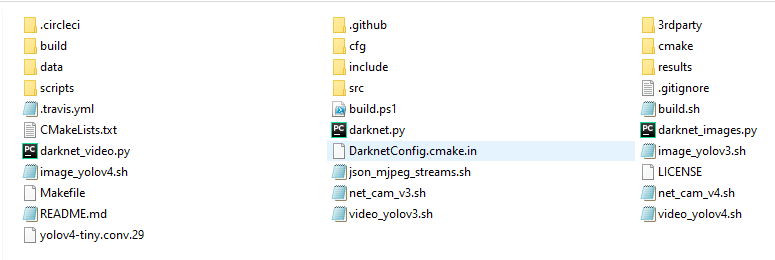 .circleci .github 3rdparty
build cfg cmake
data include results
scripts src .gitignore
.travis.yml build.ps1 build.sh
CMakeLists.txt darknet.py darknet_images.py
darknet_video.py DarknetConfig.cmake.in image_yolov3.sh
image_yolov4.sh json_mjpeg_streams.sh LICENSE
Makefile net_cam_v3.sh net_cam_v4.sh
README.md video_yolov3.sh video_yolov4.sh
yolov4-tiny.conv.29